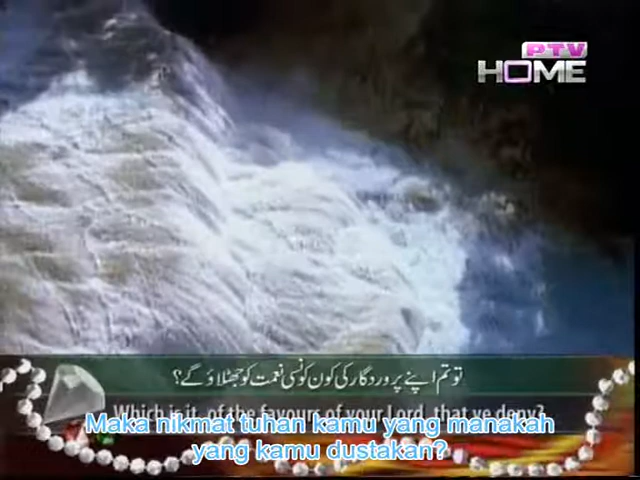 PTV
HOME
تو تم اپنے پروردگار کی کون کونسی نعمت کو جھٹلاؤ گے؟
Which is it, of the favours of your Lord, that ye deny?
Maka nikmat tuhan kamu yang manakah
yang kamu dustakan?